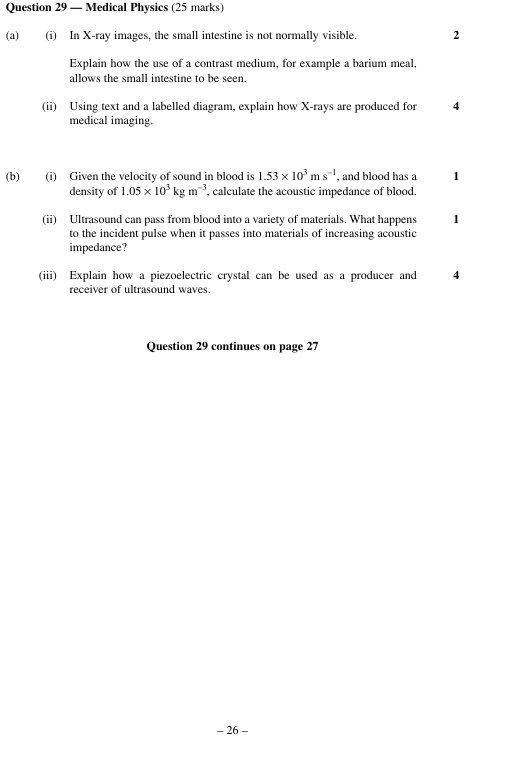 Question 29 — Medical Physics (25 marks)
(a) (i) In X-ray images, the small intestine is not normally visible. 2
Explain how the use of a contrast medium, for example a barium meal,
allows the small intestine to be seen.
(ii) Using text and a labelled diagram, explain how X-rays are produced for 4
medical imaging.
(b) (i) Given the velocity of sound in blood is 1.53 × 10³ m s⁻¹, and blood has a 1
density of 1.05 × 10³ kg m⁻³, calculate the acoustic impedance of blood.
(ii) Ultrasound can pass from blood into a variety of materials. What happens 1
to the incident pulse when it passes into materials of increasing acoustic
impedance?
(iii) Explain how a piezoelectric crystal can be used as a producer and 4
receiver of ultrasound waves.
Question 29 continues on page 27
– 26 –